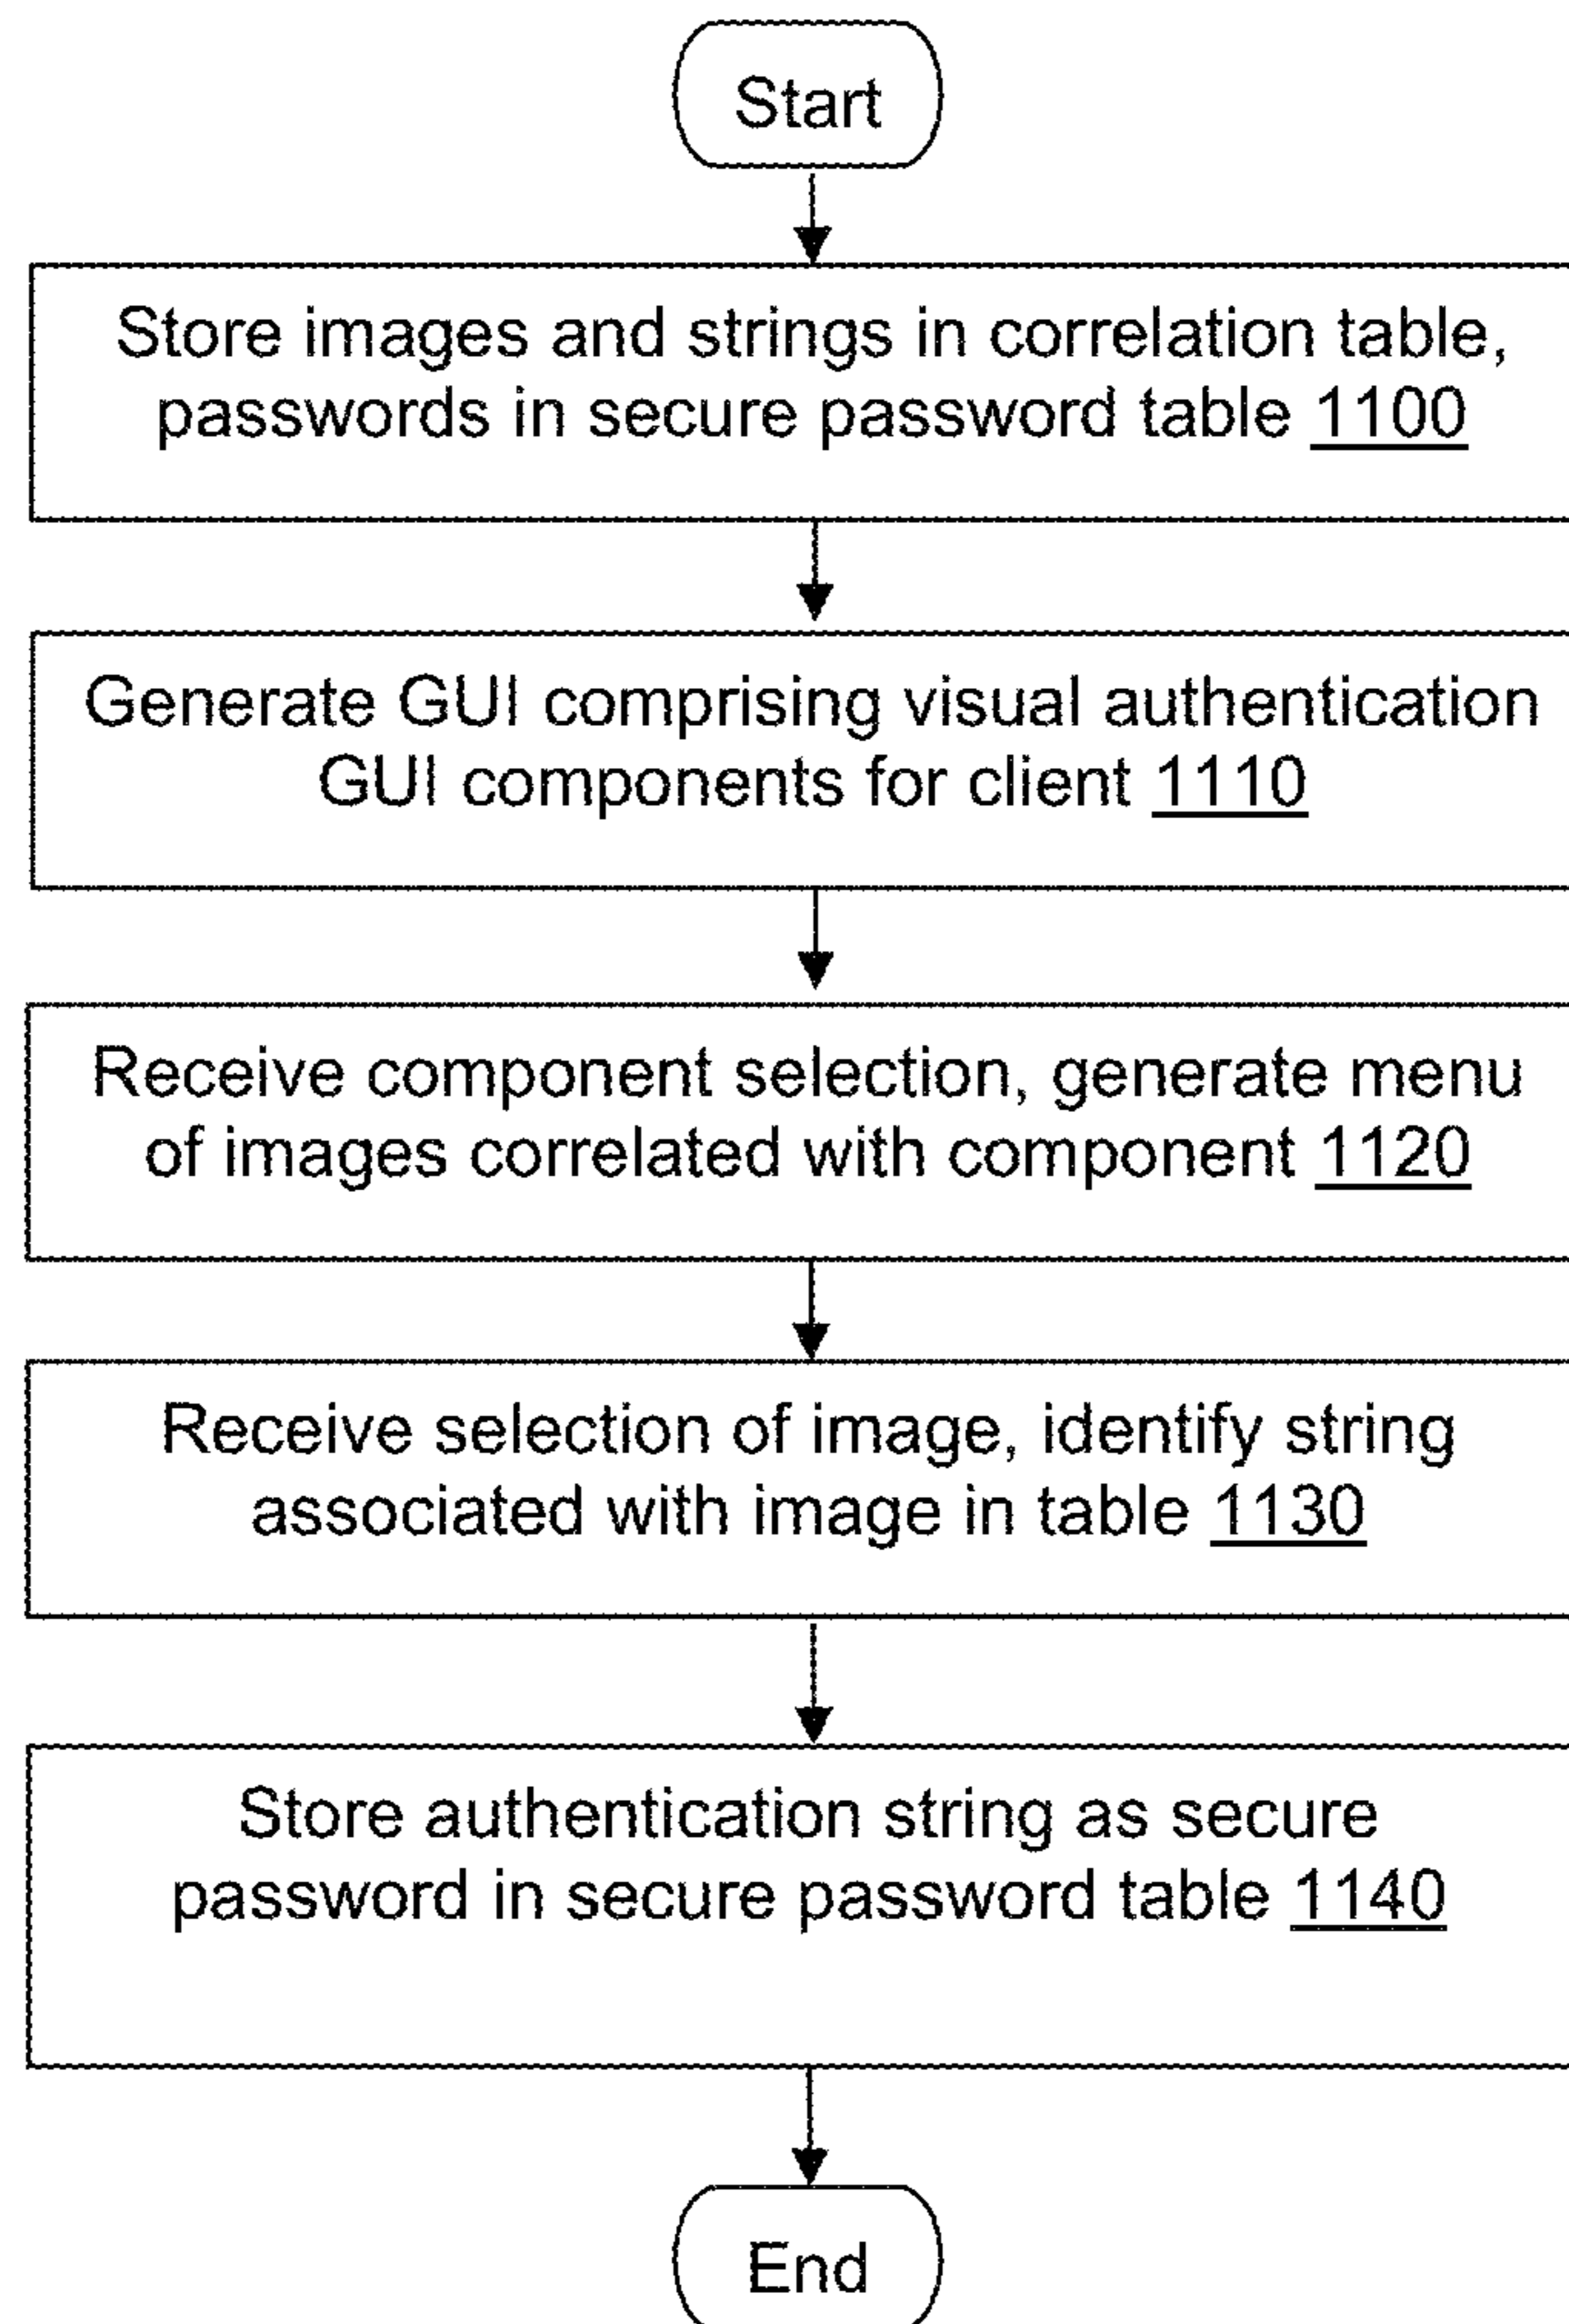 Start
Store images and strings in correlation table,
passwords in secure password table 1100
Generate GUI comprising visual authentication
GUI components for client 1110
Receive component selection, generate menu
of images correlated with component 1120
Receive selection of image, identify string
associated with image in table 1130
Store authentication string as secure
password in secure password table 1140
End